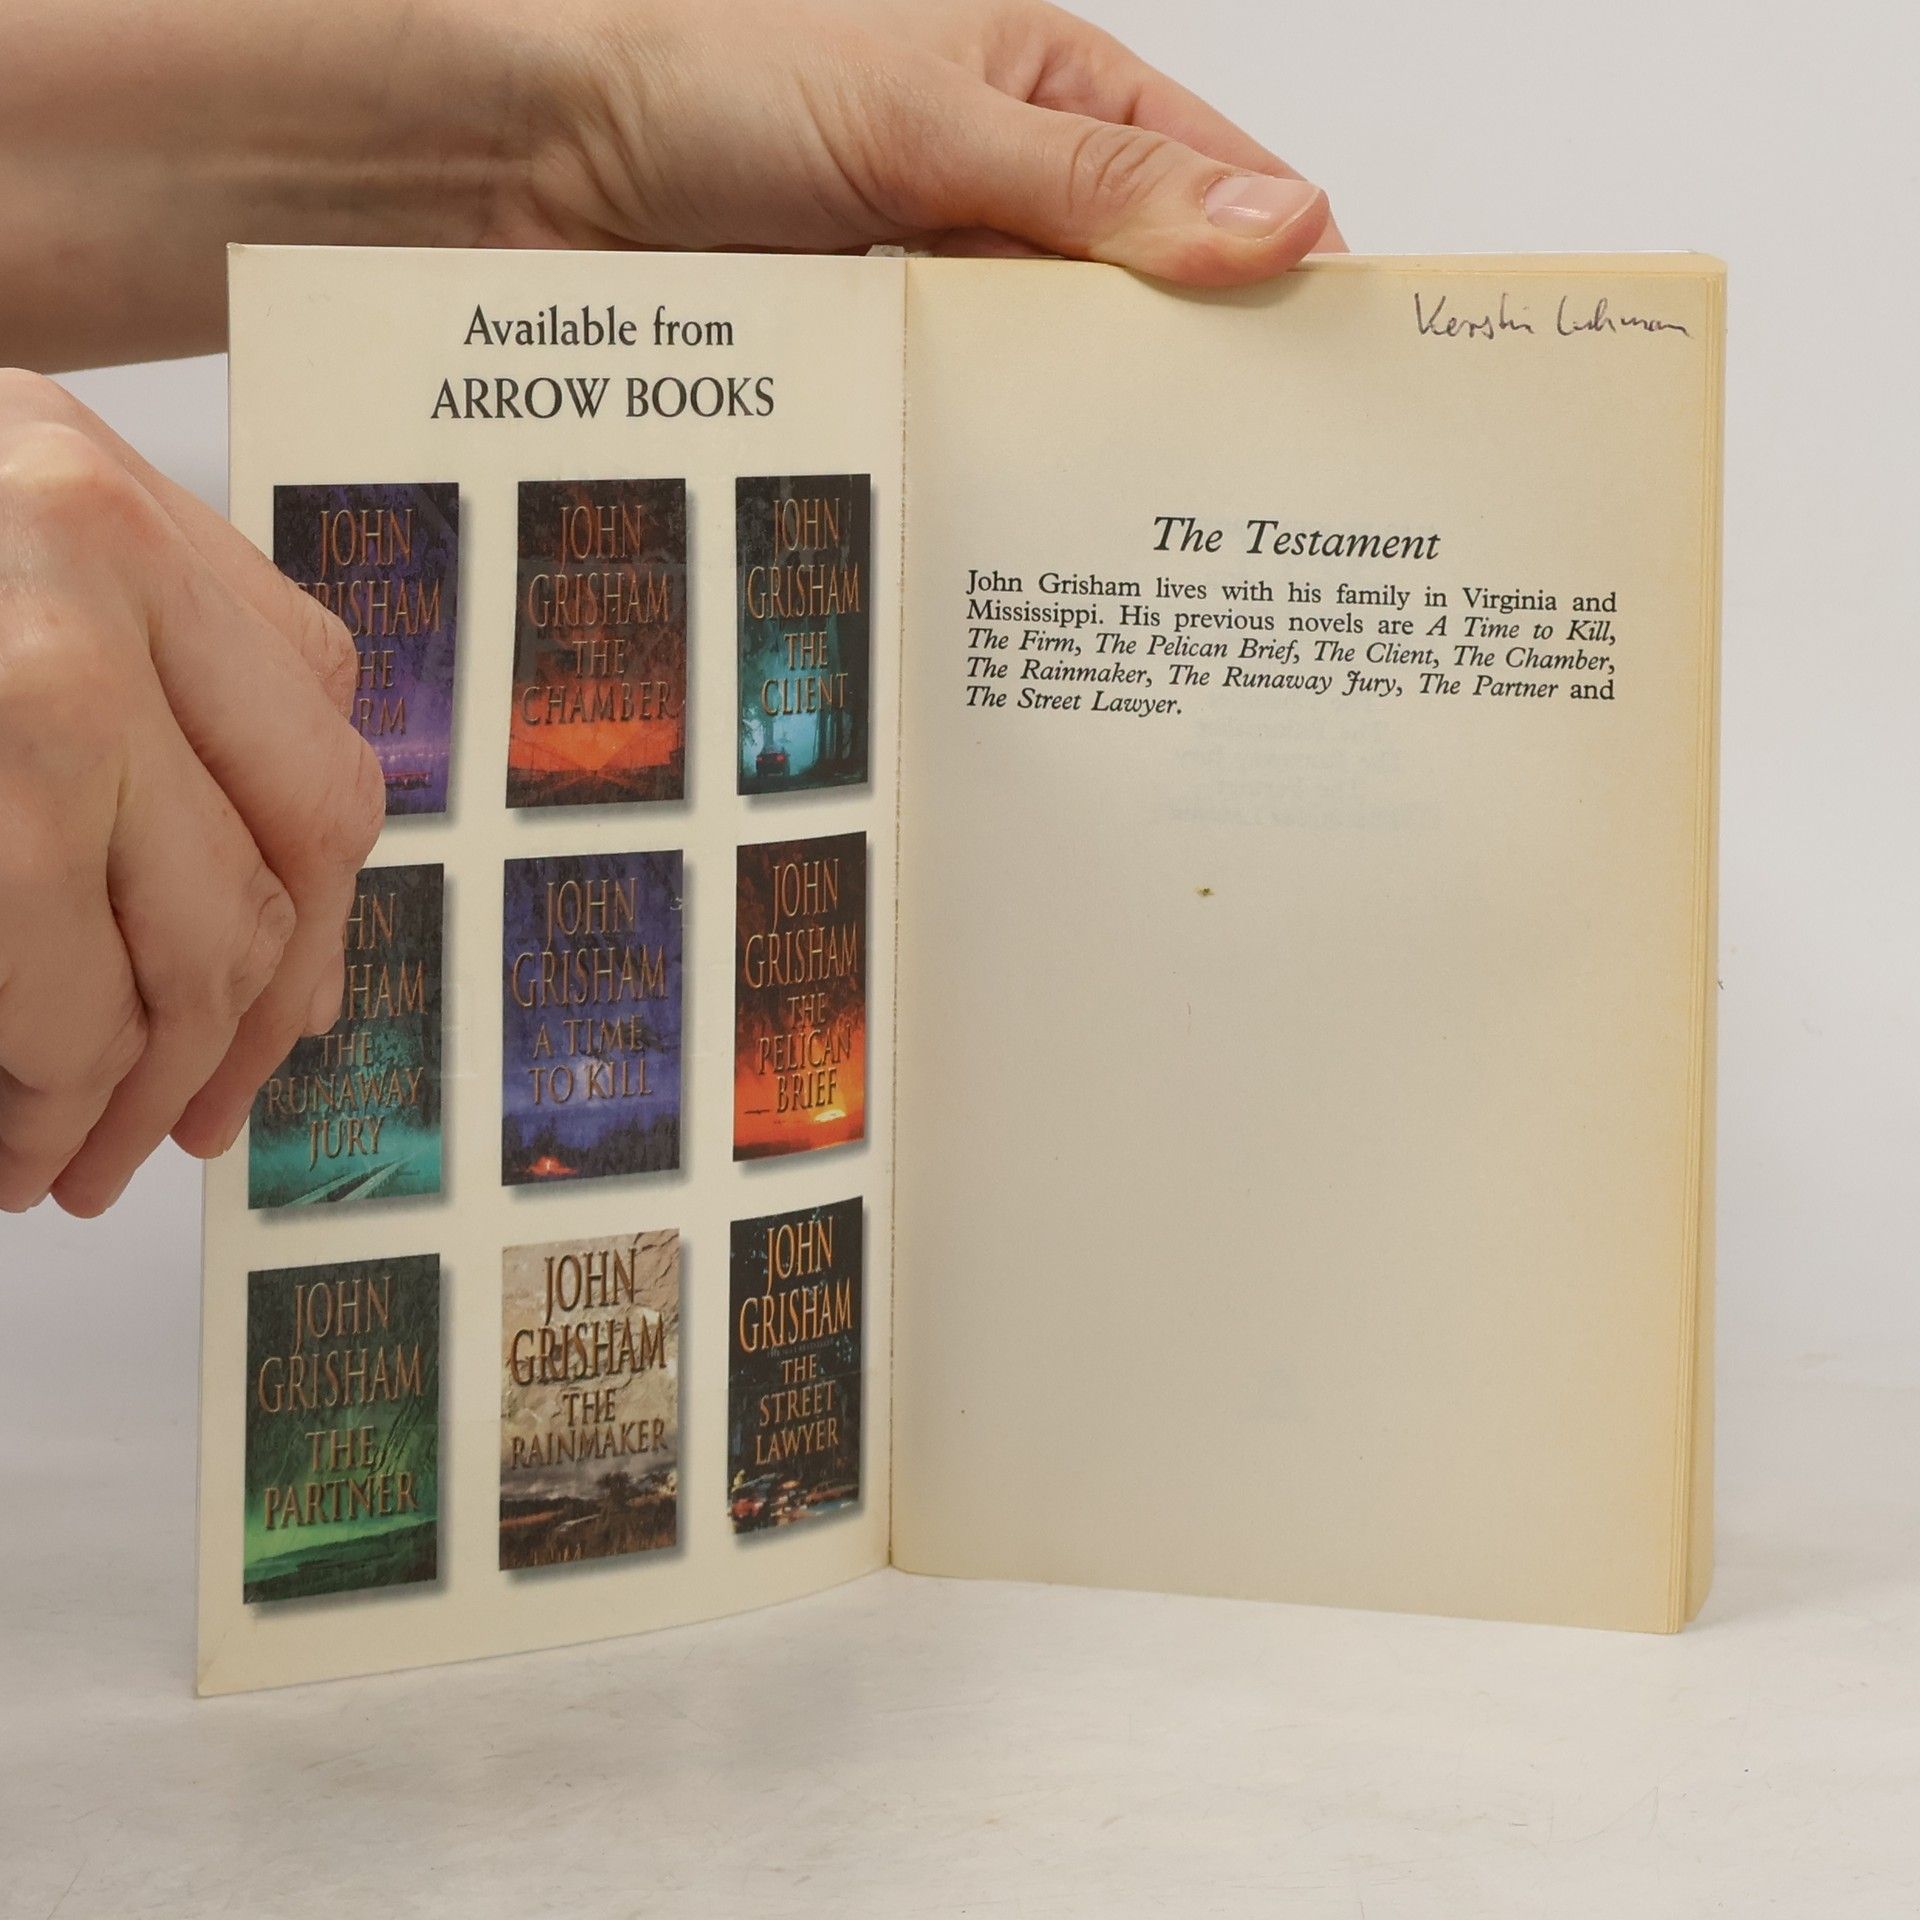 Available from
ARROW BOOKS
JOHN
GRISHAM
THE
JOHN
GRISHAM
THE
CHAMBER
JOHN
GRISHAM
THE
CLIENT
THE
RUNAWAY
JURY
JOHN
GRISHAM
A TIME
TO KILL
JOHN
GRISHAM
THE
PELICAN
BRIEF
JOHN
GRISHAM
THE
PARTNER
JOHN
GRISHAM
THE
RAINMAKER
JOHN
GRISHAM
THE
STREET
LAWYER
Kerstin
The Testament
John Grisham lives with his family in Virginia and
Mississippi. His previous novels are A Time to Kill,
The Firm, The Pelican Brief, The Client, The Chamber,
The Rainmaker, The Runaway Jury, The Partner and
The Street Lawyer.